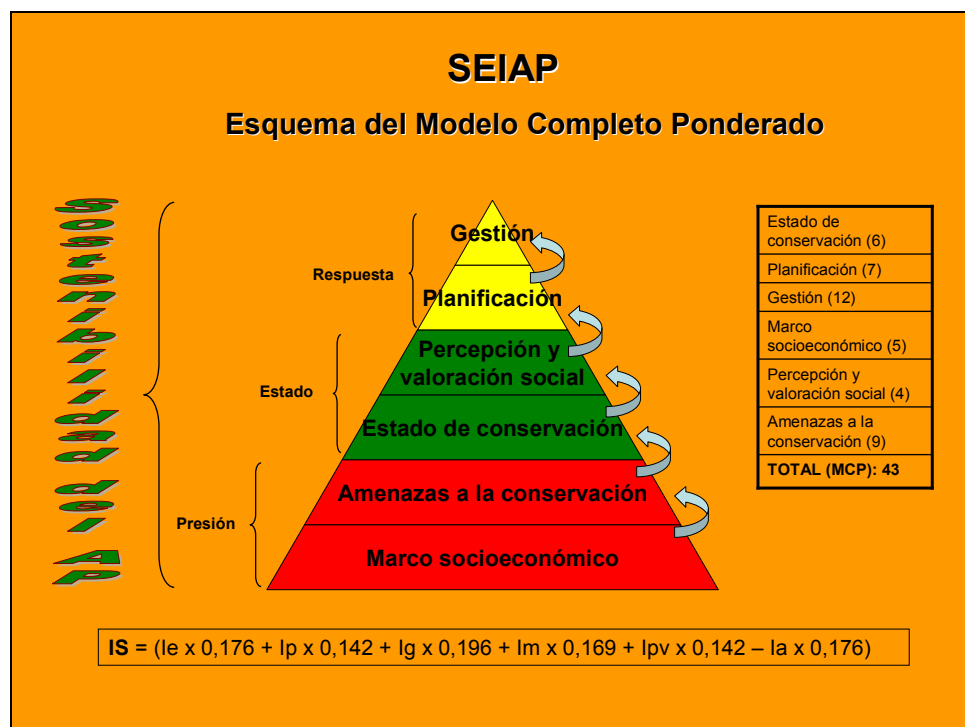 SEIAP
Esquema del Modelo Completo Ponderado
Sostenibilidad del AP
Respuesta
Estado
Presión
Gestión
Planificación
Percepción y
valoración social
Estado de conservación
Amenazas a la conservación
Marco socioeconómico
Estado de
conservación (6)
Planificación (7)
Gestión (12)
Marco
socioeconómico (5)
Percepción y
valoración social (4)
Amenazas a la
conservación (9)
TOTAL (MCP): 43
IS = (Ie x 0,176 + Ip x 0,142 + Ig x 0,196 + Im x 0,169 + Ipv x 0,142 – Ia x 0,176)